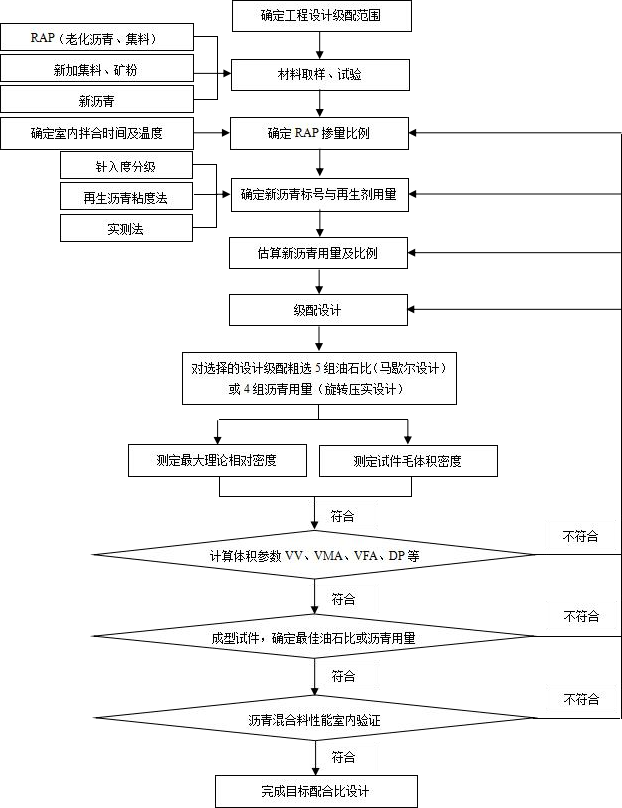 确定工程设计级配范围
RAP（老化沥青、集料）
新加集料、矿粉
材料取样、试验
新沥青
确定室内拌合时间及温度
确定 RAP 掺量比例
针入度分级
再生沥青粘度法
确定新沥青标号与再生剂用量
实测法
估算新沥青用量及比例
级配设计
对选择的设计级配粗选 5 组油石比（马歇尔设计）
或 4 组沥青用量（旋转压实设计）
测定最大理论相对密度
测定试件毛体积密度
符合
计算体积参数 VV、VMA、VFA、DP 等
不符合
符合
成型试件，确定最佳油石比或沥青用量
不符合
符合
沥青混合料性能室内验证
不符合
符合
完成目标配合比设计